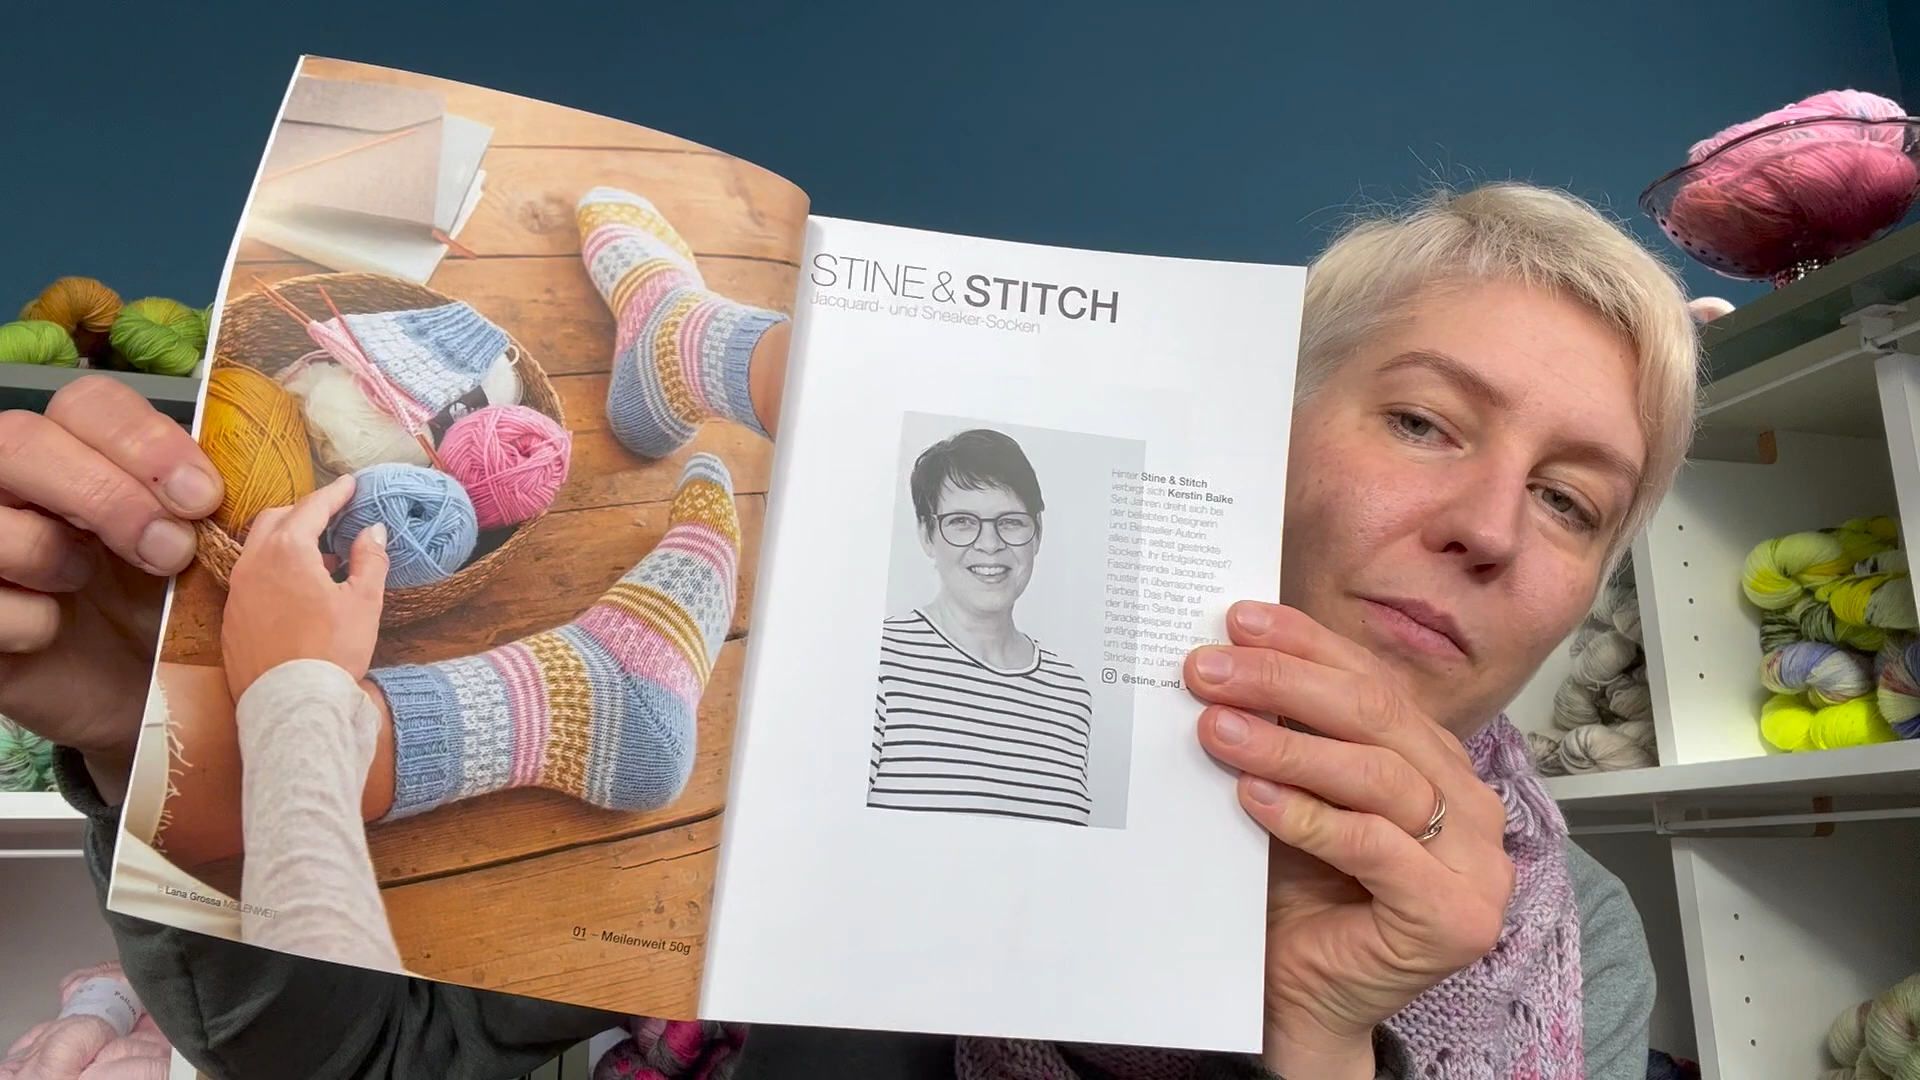 Lana Grossa MEILENWEIT
01 – Meilenweit 50g
STINE & STITCH
Jacquard- und Sneaker-Socken
Hinter Stine & Stitch
verbirgt sich Kerstin Balke
Seit Jahren dreht sich bei
der beliebten Designerin
und Bestseller-Autorin
alles um selbst gestrickte
Socken. Ihr Erfolgskonzept?
Faszinierende Jacquard-
muster in überraschenden
Farben. Das Paar auf
der linken Seite ist ein
Paradebeispiel und
anfängerfreundlich genug
um das mehrfarbige
Stricken zu üben
@stine_und_